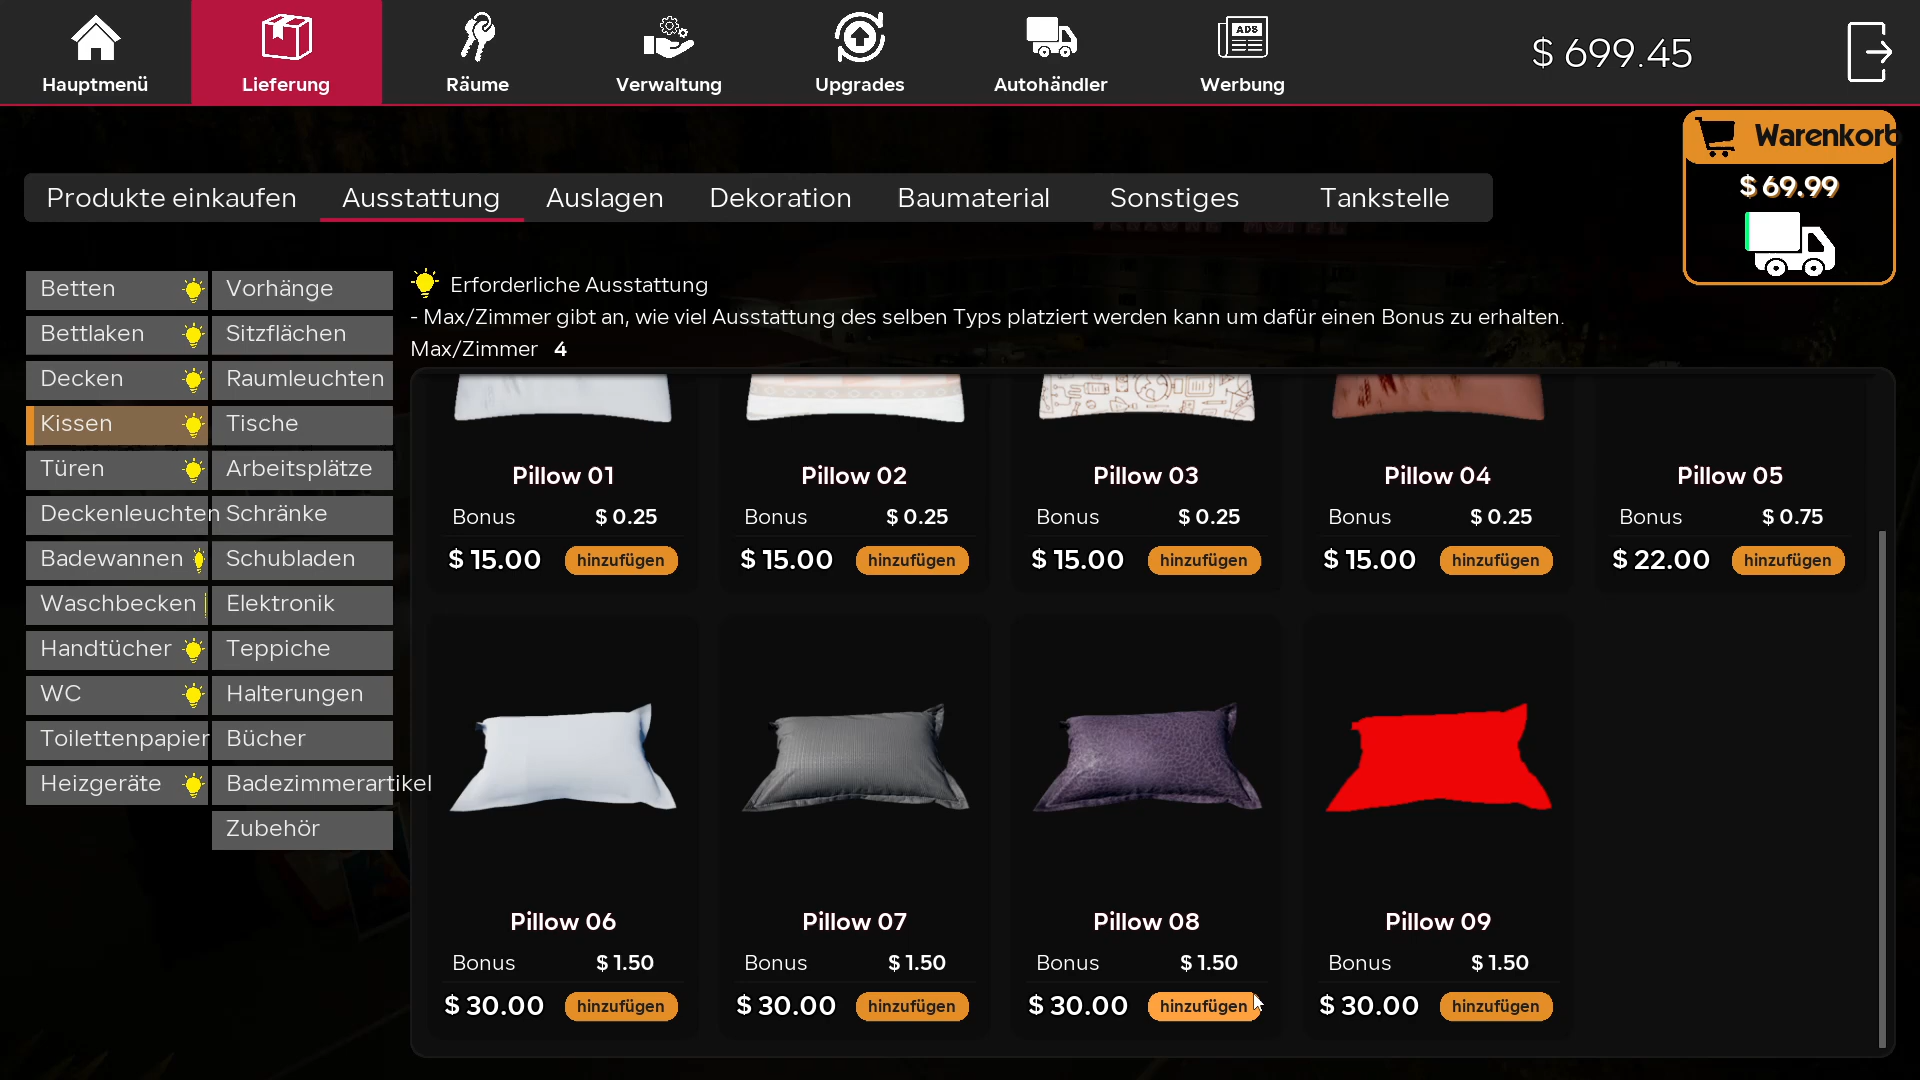 Hauptmenü
Lieferung
Räume
Verwaltung
Upgrades
Autohändler
ADS
Werbung
$ 699.45
Warenkorb
$ 69.99
Produkte einkaufen
Ausstattung
Auslagen
Dekoration
Baumaterial
Sonstiges
Tankstelle
Betten
Bettlaken
Decken
Kissen
Türen
Deckenleuchten
Badewannen
Waschbecken
Handtücher
WC
Toilettenpapier
Heizgeräte
Vorhänge
Sitzflächen
Raumleuchten
Tische
Arbeitsplätze
Schränke
Schubladen
Elektronik
Teppiche
Halterungen
Bücher
Badezimmerartikel
Zubehör
Erforderliche Ausstattung
- Max/Zimmer gibt an, wie viel Ausstattung des selben Typs platziert werden kann um dafür einen Bonus zu erhalten.
Max/Zimmer 4
Pillow 01
Bonus $ 0.25
$ 15.00 hinzufügen
Pillow 02
Bonus $ 0.25
$ 15.00 hinzufügen
Pillow 03
Bonus $ 0.25
$ 15.00 hinzufügen
Pillow 04
Bonus $ 0.25
$ 15.00 hinzufügen
Pillow 05
Bonus $ 0.75
$ 22.00 hinzufügen
Pillow 06
Bonus $ 1.50
$ 30.00 hinzufügen
Pillow 07
Bonus $ 1.50
$ 30.00 hinzufügen
Pillow 08
Bonus $ 1.50
$ 30.00 hinzufügen
Pillow 09
Bonus $ 1.50
$ 30.00 hinzufügen